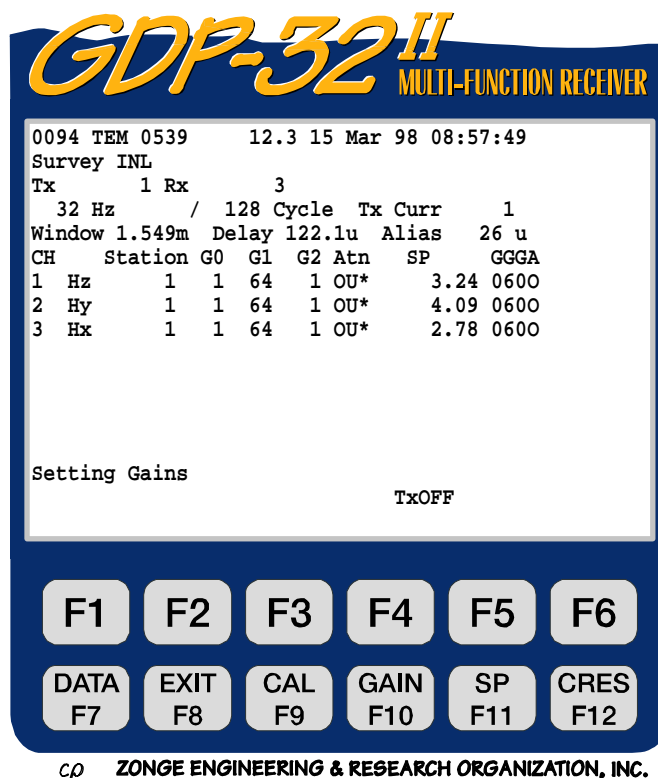 GDP-32 II
MULTI-FUNCTION RECEIVER
0094 TEM 0539 12.3 15 Mar 98 08:57:49
Survey INL
Tx 1 Rx 3
32 Hz / 128 Cycle Tx Curr 1
Window 1.549m Delay 122.1u Alias 26 u
CH Station G0 G1 G2 Atn SP GGGA
1 Hz 1 1 64 1 OU* 3.24 060O
2 Hy 1 1 64 1 OU* 4.09 060O
3 Hx 1 1 64 1 OU* 2.78 060O
Setting Gains
TxOFF
F1 F2 F3 F4 F5 F6
DATA EXIT CAL GAIN SP CRES
F7 F8 F9 F10 F11 F12
ZONGE ENGINEERING & RESEARCH ORGANIZATION, INC.